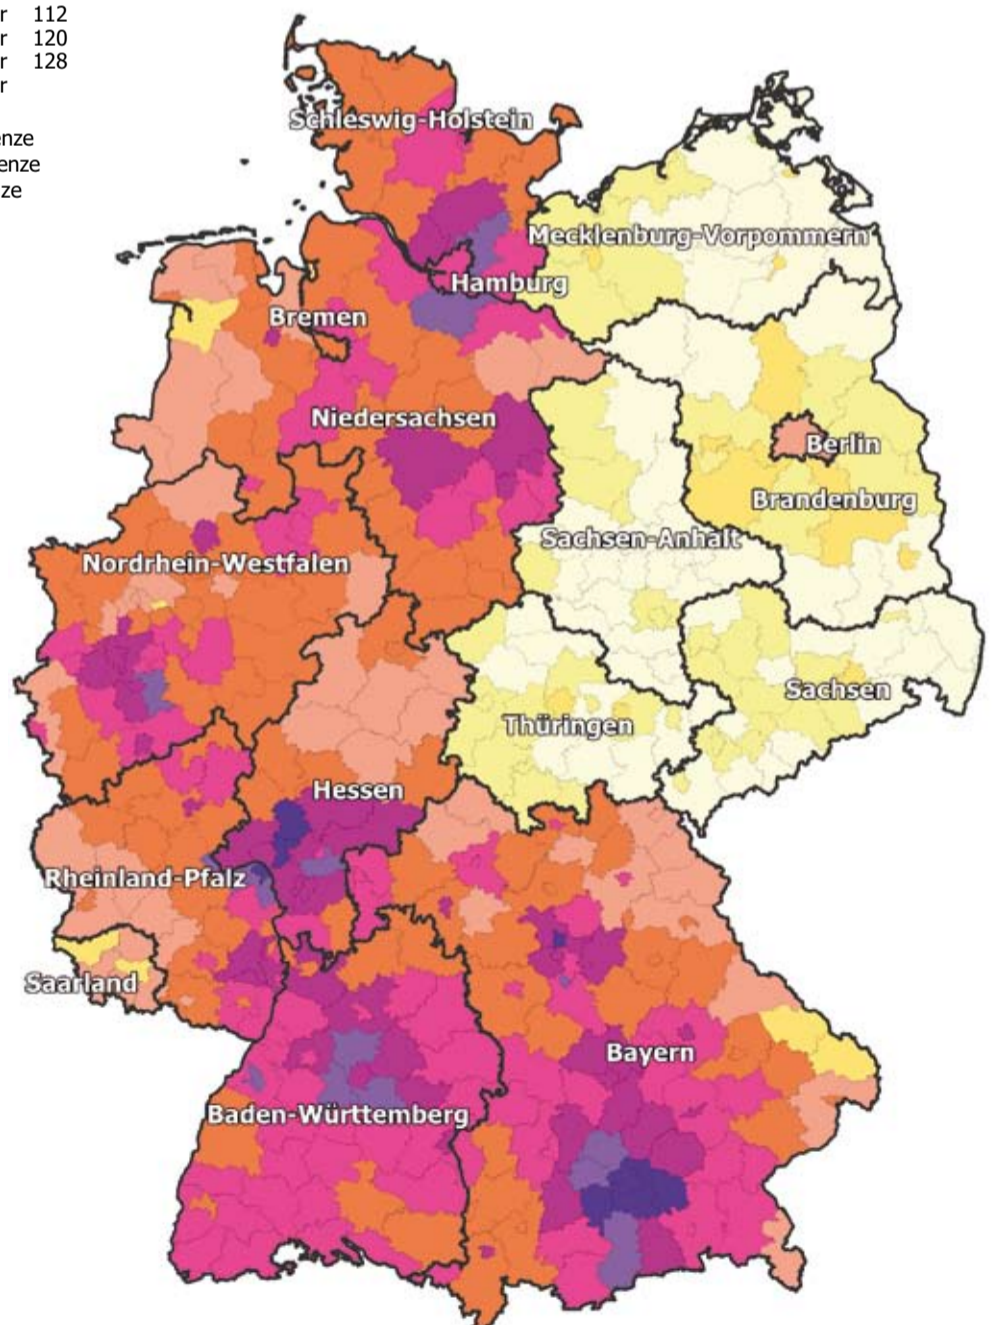 r 112
r 120
r 128
r
enze
enze
ze
Schleswig-Holstein
Mecklenburg-Vorpommern
Hamburg
Bremen
Niedersachsen
Berlin
Brandenburg
Sachsen-Anhalt
Nordrhein-Westfalen
Sachsen
Thüringen
Hessen
Rheinland-Pfalz
Saarland
Bayern
Baden-Württemberg